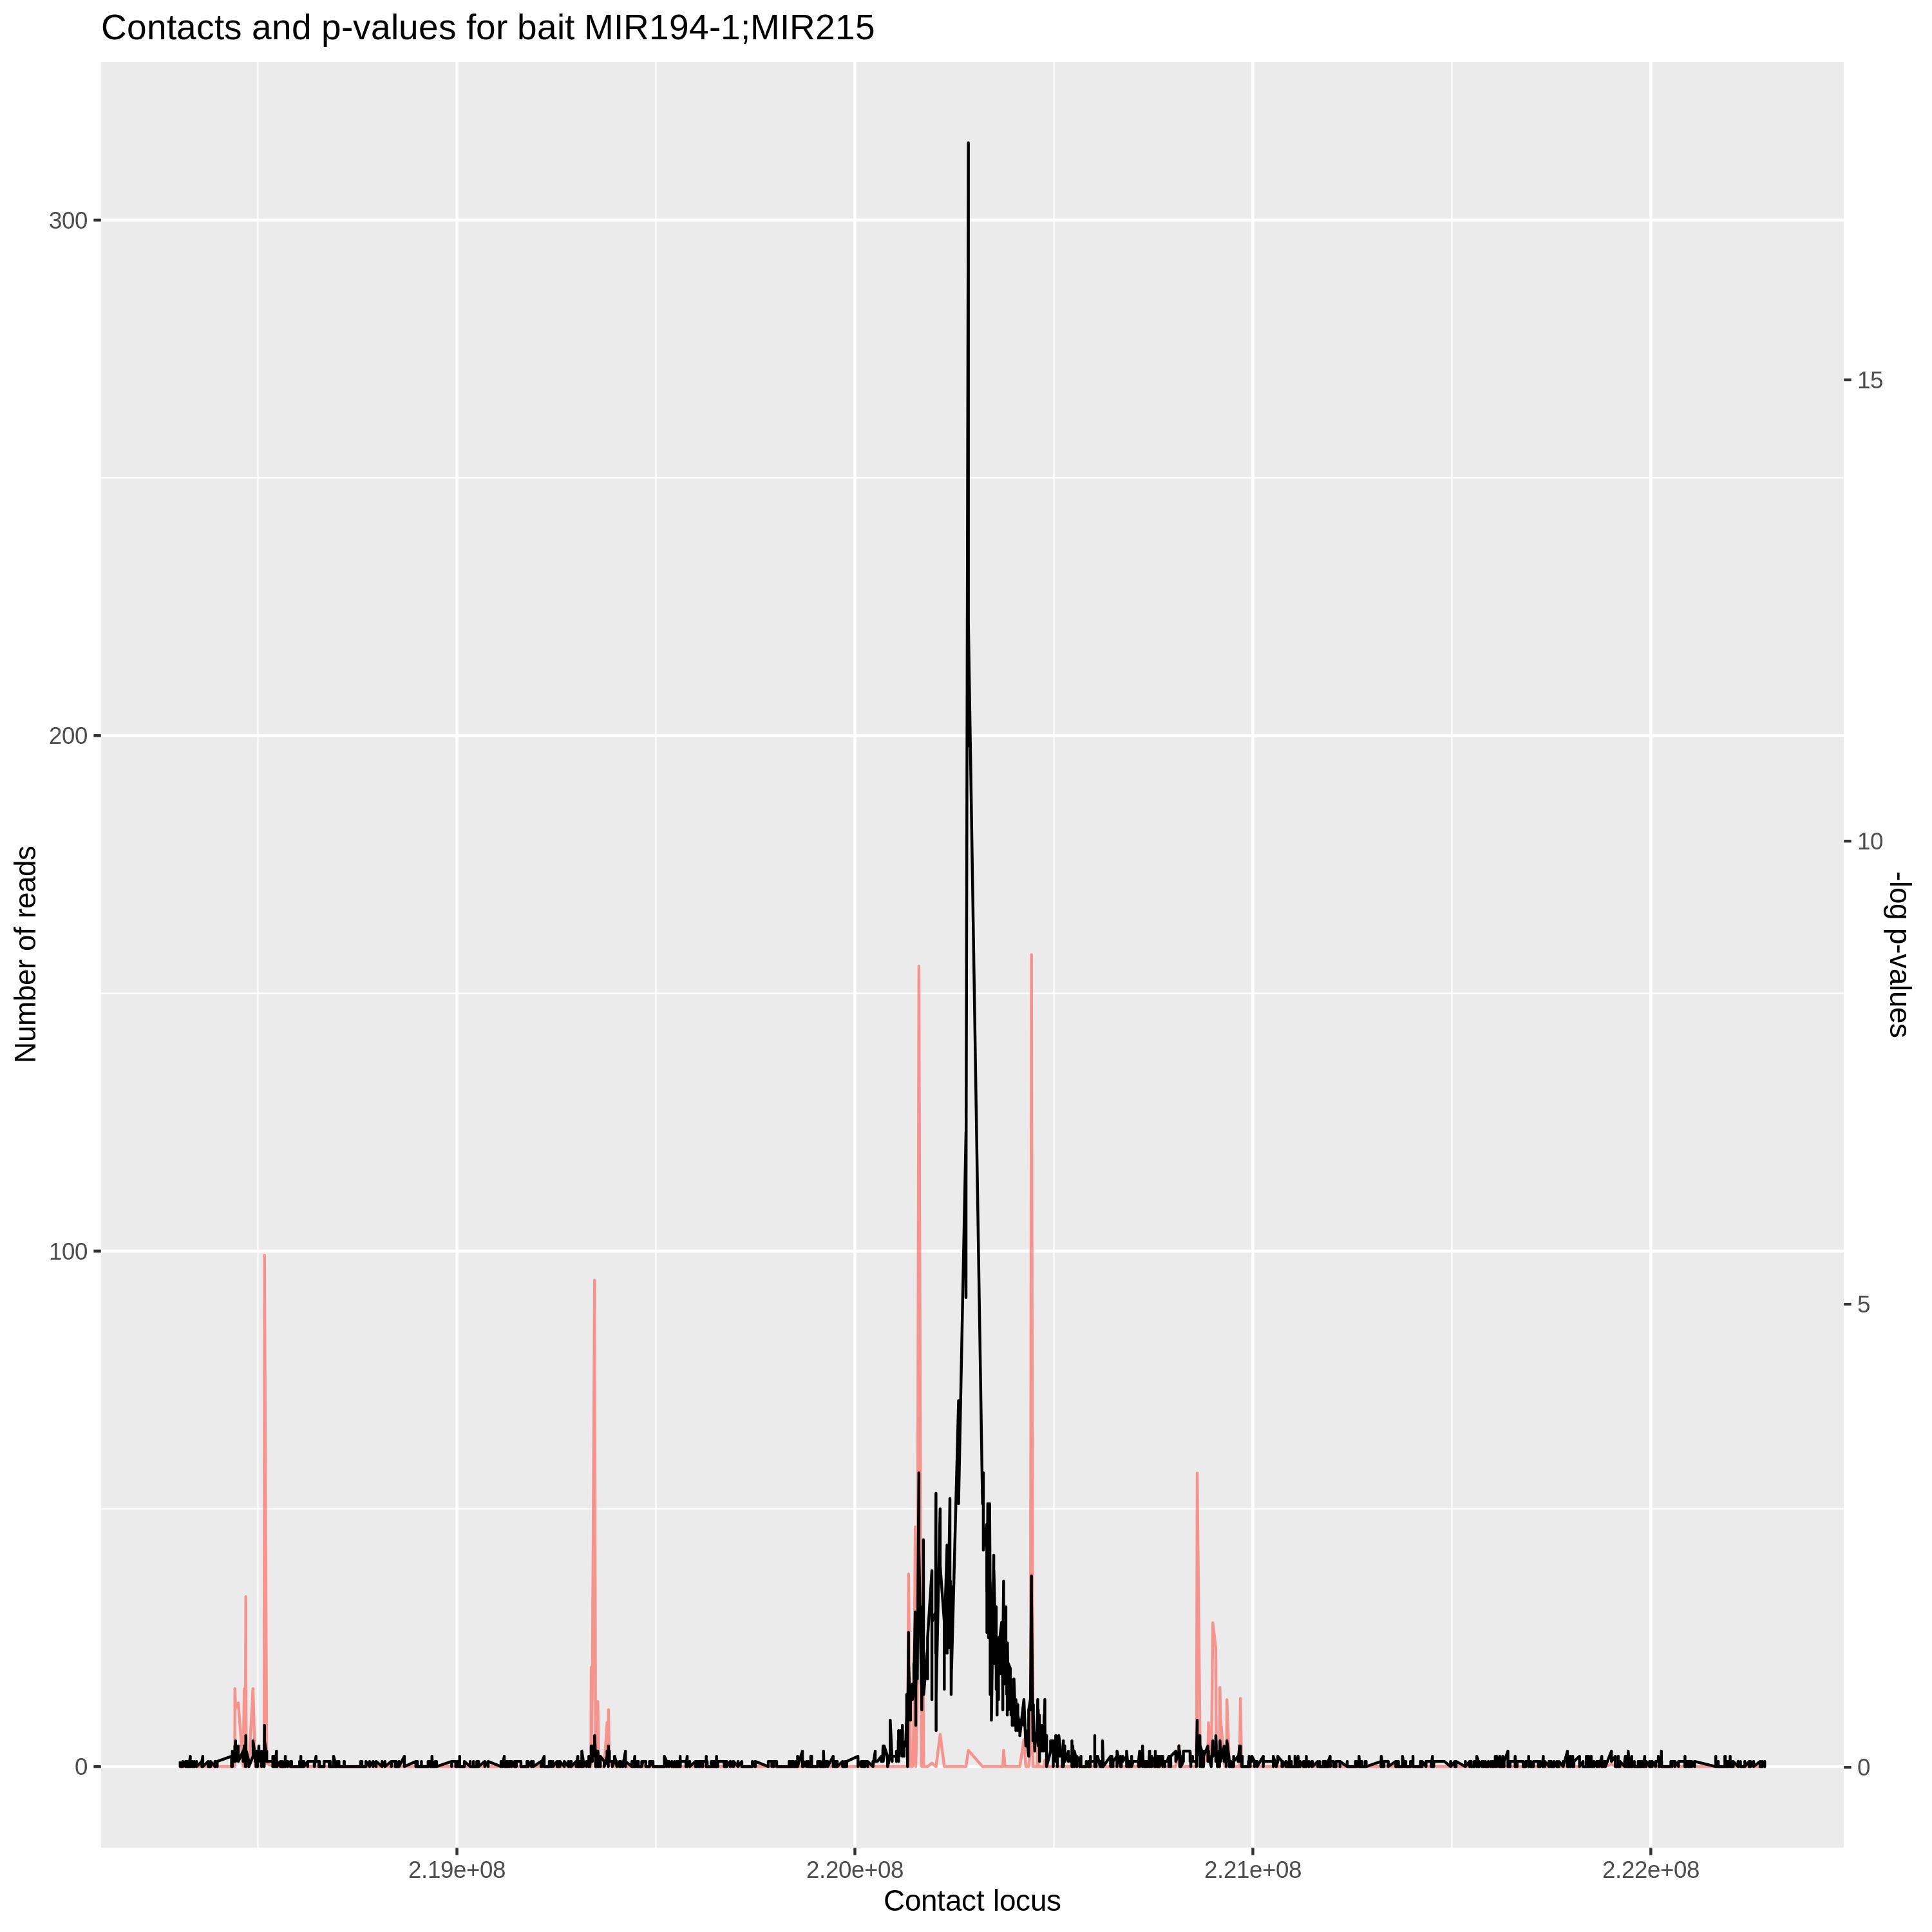 Contacts and p-values for bait MIR194-1;MIR215
300
200
100
0
Number of reads
15
10
5
0
-log p-values
2.19e+08
2.20e+08
2.21e+08
2.22e+08
Contact locus